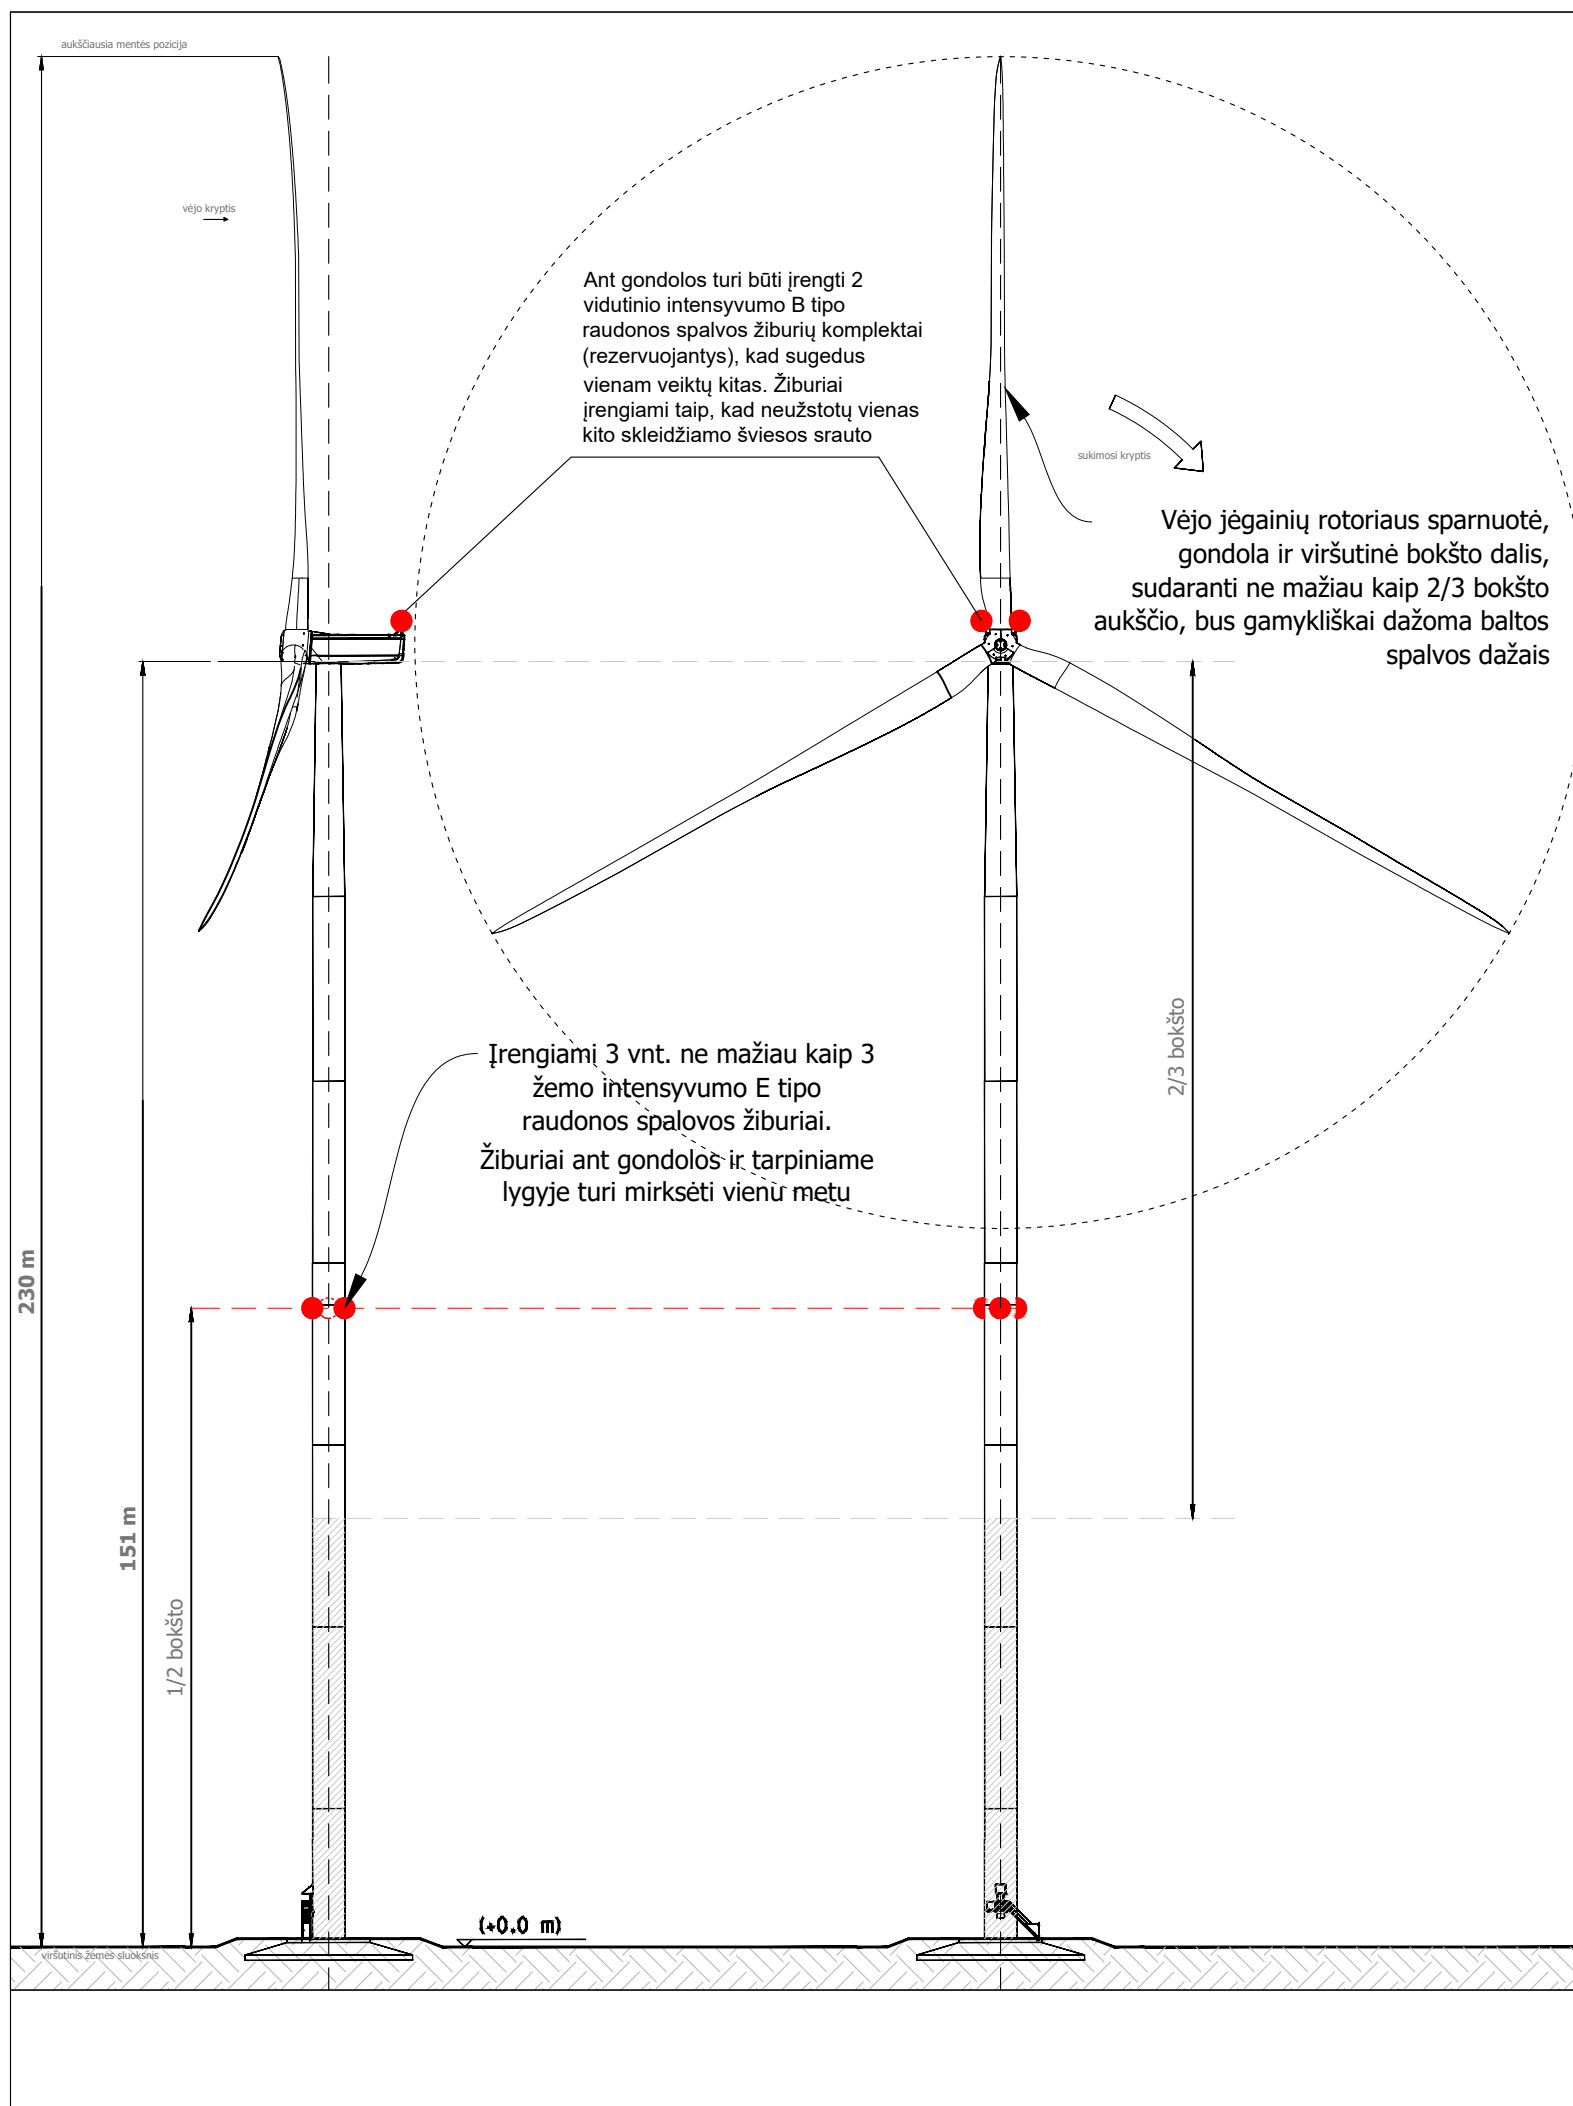 aukščiausia mentės pozicija
vėjo kryptis
Ant gondolos turi būti įrengti 2
vidutinio intensyvumo B tipo
raudonos spalvos žiburių komplektai
(rezervuojantys), kad sugedus
vienam veiktų kitas. Žiburiai
įrengiami taip, kad neužstotų vienas
kito skleidžiamo šviesos srauto
sukimosi kryptis
Vėjo jėgainių rotoriaus sparnuotė,
gondola ir viršutinė bokšto dalis,
sudaranti ne mažiau kaip 2/3 bokšto
aukščio, bus gamykliškai dažoma baltos
spalvos dažais
2/3 bokšto
Įrengiami 3 vnt. ne mažiau kaip 3
žemo intensyvumo E tipo
raudonos spalovos žiburiai.
Žiburiai ant gondolos ir tarpiniame
lygyje turi mirksėti vienu metu
230 m
151 m
1/2 bokšto
(+0.0 m)
viršutinis žemės sluoksnis